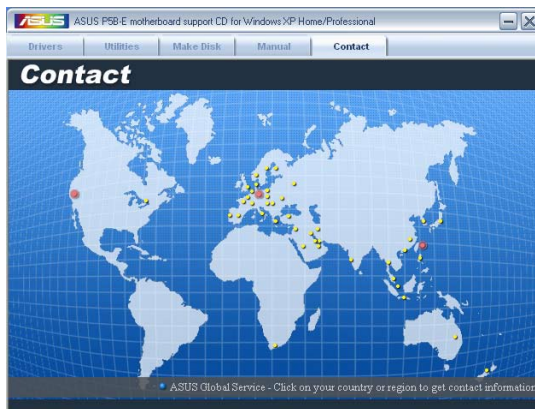 ASUS ASUS P5B-E motherboard support CD for Windows XP Home/Professional
Drivers Utilities Make Disk Manual Contact
Contact
ASUS Global Service - Click on your country or region to get contact information